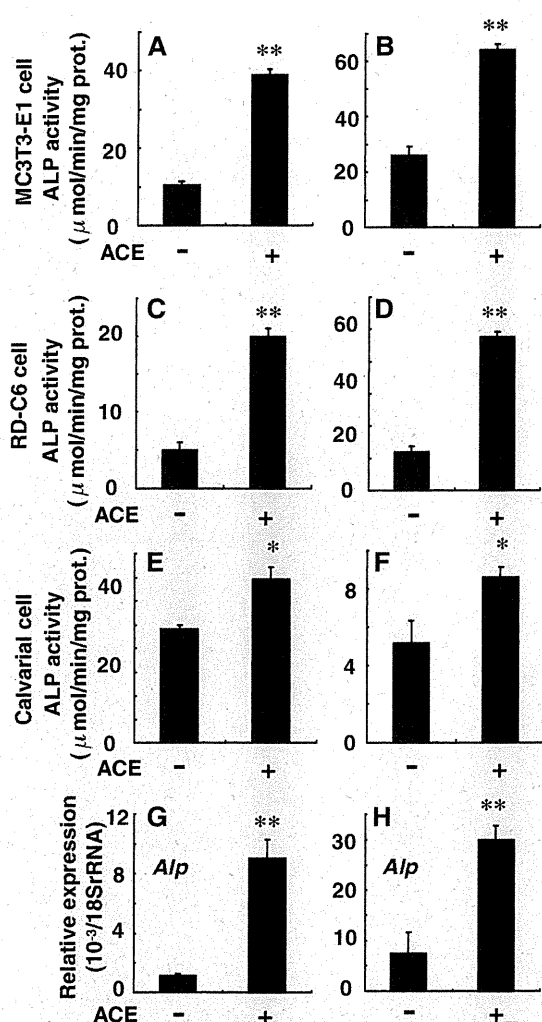 MC3T3-E1 cell
ALP activity
(μ mol/min/mg prot.)
A
**
40
20
0
ACE - +
B
**
60
40
20
0
- +
RD-C6 cell
ALP activity
(μ mol/min/mg prot.)
C
**
20
10
0
ACE - +
D
**
60
40
20
0
- +
Calvarial cell
ALP activity
(μ mol/min/mg prot.)
E
*
40
20
0
ACE - +
F
*
8
4
0
- +
Relative expression
(10⁻³/18SrRNA)
G
**
Alp
12
8
4
0
ACE - +
H
**
Alp
30
20
10
0
- +